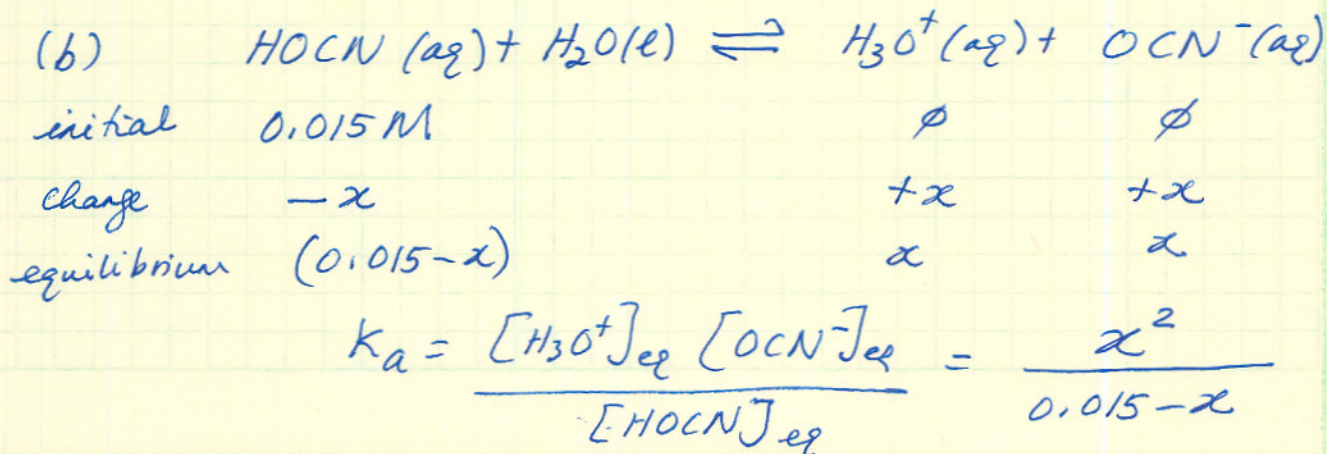 (b) HOCN (aq) + H₂O(l) ⇌ H₃O⁺(aq) + OCN⁻(aq)
initial 0.015 M ∅ ∅
change −x +x +x
equilibrium (0.015−x) x x
Ka = [H₃O⁺]eq [OCN⁻]eq / [HOCN]eq = x² / 0.015−x